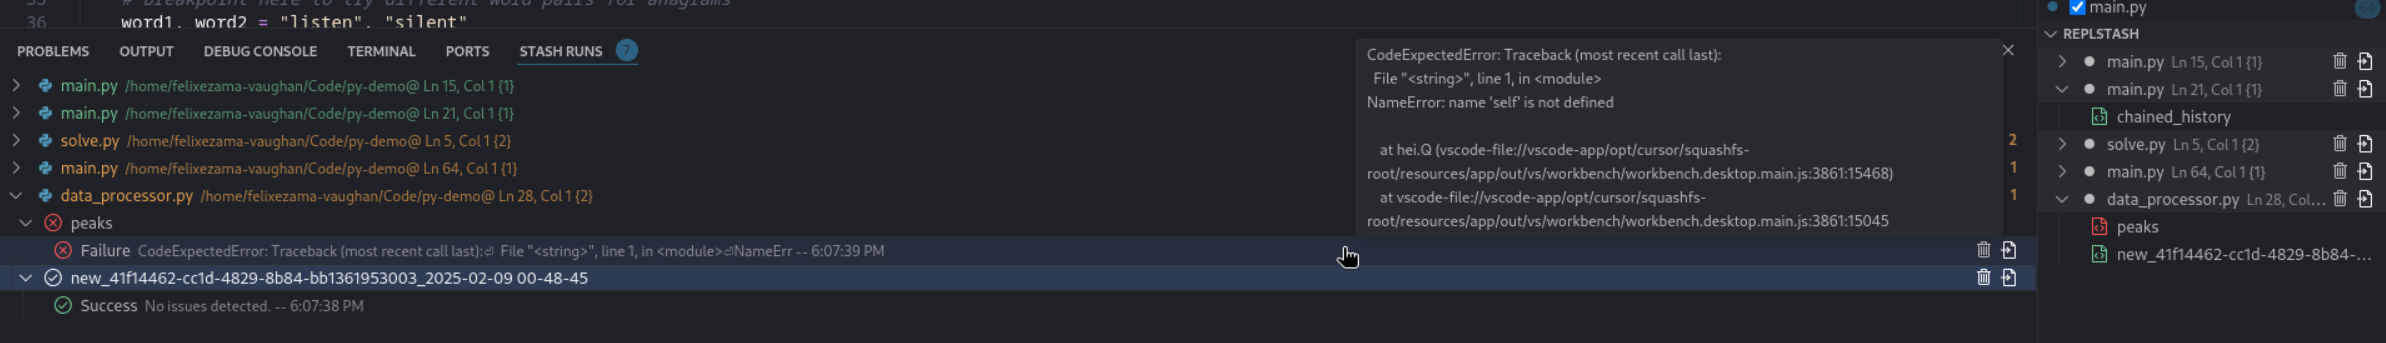 35 # Breakpoint here to try different word pairs for anagrams
36 word1, word2 = "listen", "silent"
PROBLEMS OUTPUT DEBUG CONSOLE TERMINAL PORTS STASH RUNS 7
main.py /home/felixezama-vaughan/Code/py-demo@ Ln 15, Col 1 {1}
main.py /home/felixezama-vaughan/Code/py-demo@ Ln 21, Col 1 {1}
solve.py /home/felixezama-vaughan/Code/py-demo@ Ln 5, Col 1 {2}
2
main.py /home/felixezama-vaughan/Code/py-demo@ Ln 64, Col 1 {1}
1
data_processor.py /home/felixezama-vaughan/Code/py-demo@ Ln 28, Col 1 {2}
1
peaks
Failure CodeExpectedError: Traceback (most recent call last):⏎ File "<string>", line 1, in <module>⏎NameErr -- 6:07:39 PM
new_41f14462-cc1d-4829-8b84-bb1361953003_2025-02-09 00-48-45
Success No issues detected. -- 6:07:38 PM
CodeExpectedError: Traceback (most recent call last):
File "<string>", line 1, in <module>
NameError: name 'self' is not defined
at hei.Q (vscode-file://vscode-app/opt/cursor/squashfs-
root/resources/app/out/vs/workbench/workbench.desktop.main.js:3861:15468)
at vscode-file://vscode-app/opt/cursor/squashfs-
root/resources/app/out/vs/workbench/workbench.desktop.main.js:3861:15045
main.py 64
REPLSTASH
main.py Ln 15, Col 1 {1}
main.py Ln 21, Col 1 {1}
chained_history
solve.py Ln 5, Col 1 {2}
main.py Ln 64, Col 1 {1}
data_processor.py Ln 28, Col...
peaks
new_41f14462-cc1d-4829-8b84-...